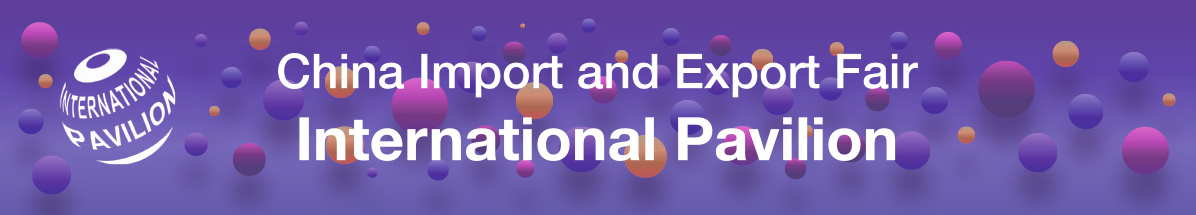 INTERNATIONAL
PAVILION
China Import and Export Fair
International Pavilion